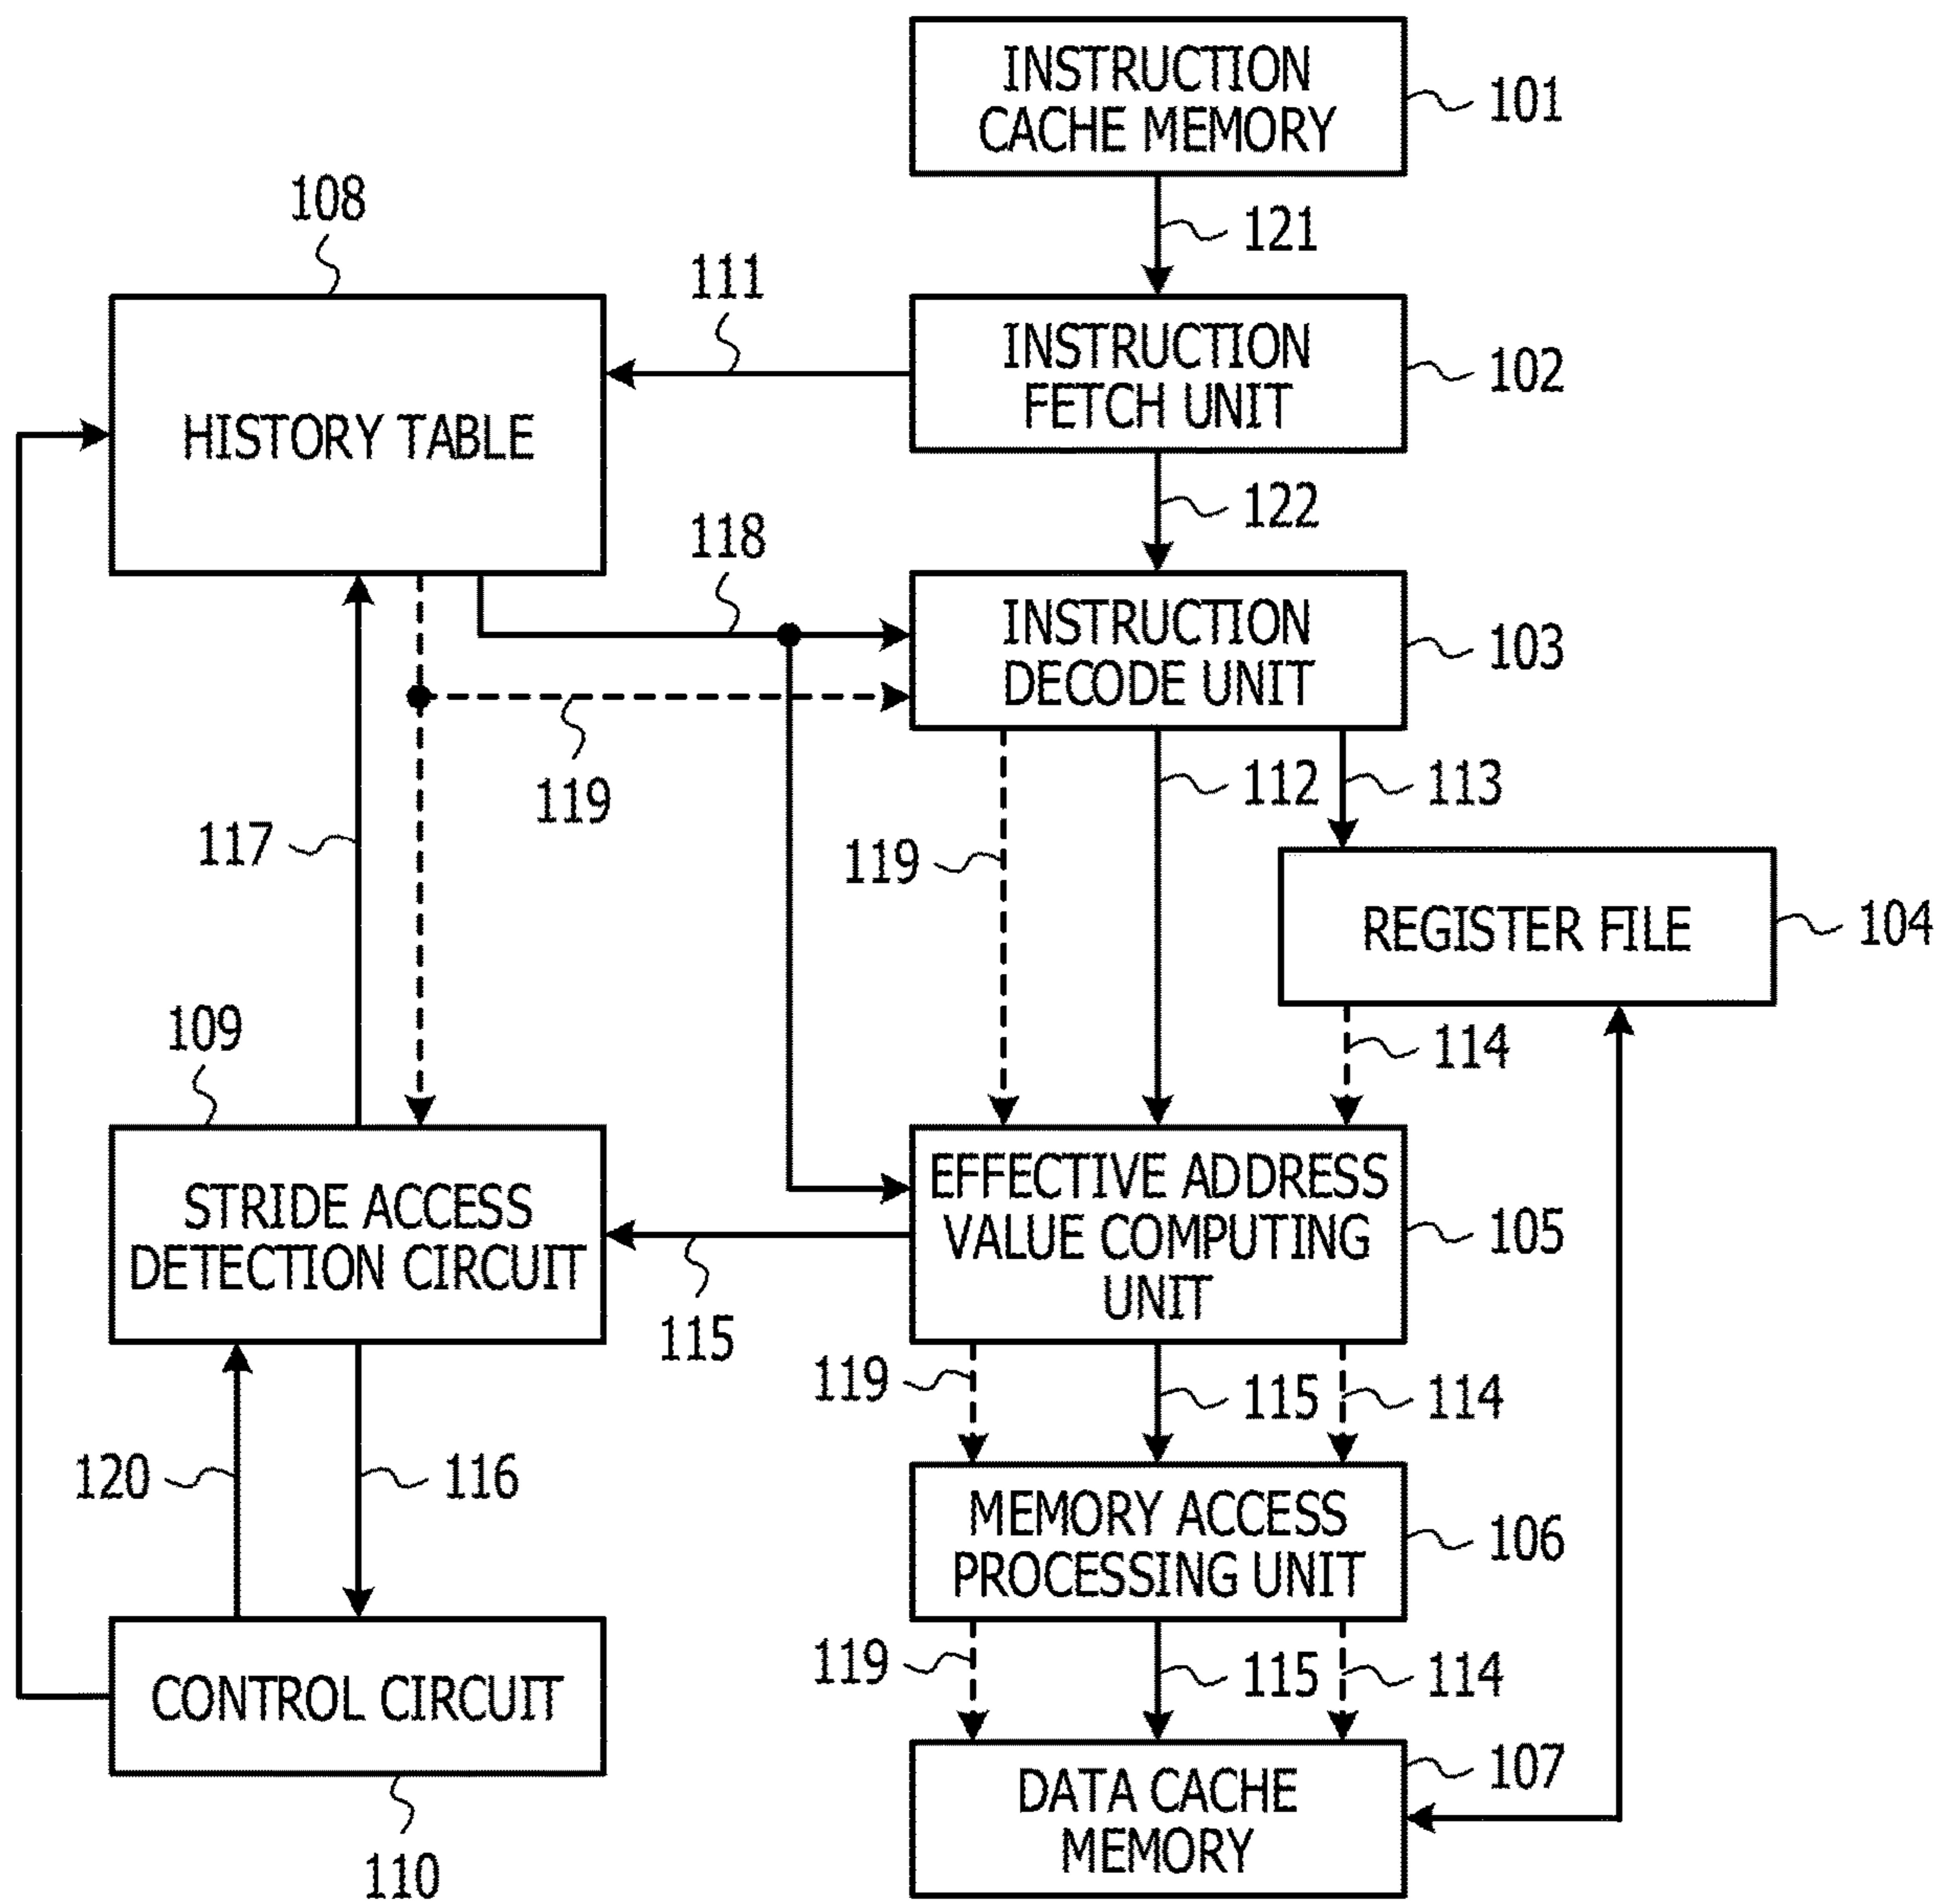 INSTRUCTION
CACHE MEMORY
101
108
121
111
INSTRUCTION
FETCH UNIT
102
HISTORY TABLE
122
118
INSTRUCTION
DECODE UNIT
103
119
112
113
117
119
REGISTER FILE
104
109
114
STRIDE ACCESS
DETECTION CIRCUIT
EFFECTIVE ADDRESS
VALUE COMPUTING
UNIT
105
115
119
115
114
120
116
MEMORY ACCESS
PROCESSING UNIT
106
119
115
114
CONTROL CIRCUIT
107
DATA CACHE
MEMORY
110